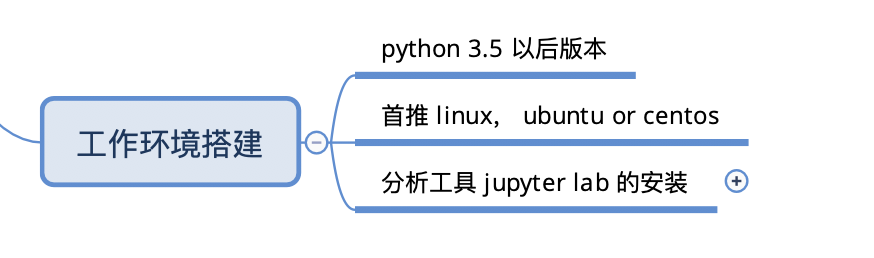 python 3.5 以后版本
首推 linux， ubuntu or centos
工作环境搭建
分析工具 jupyter lab 的安装